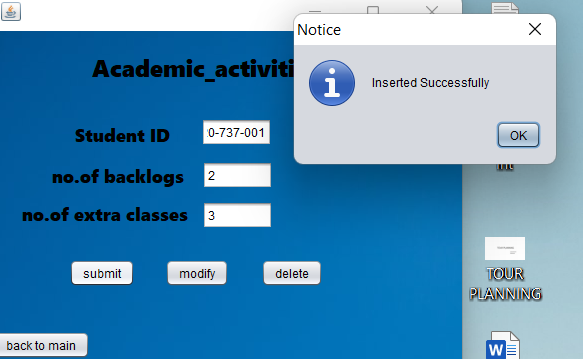 Notice
Inserted Successfully
OK
Academic_activiti
Student ID
0-737-001
no.of backlogs
2
no.of extra classes
3
submit
modify
delete
back to main
TOUR
PLANNING
W